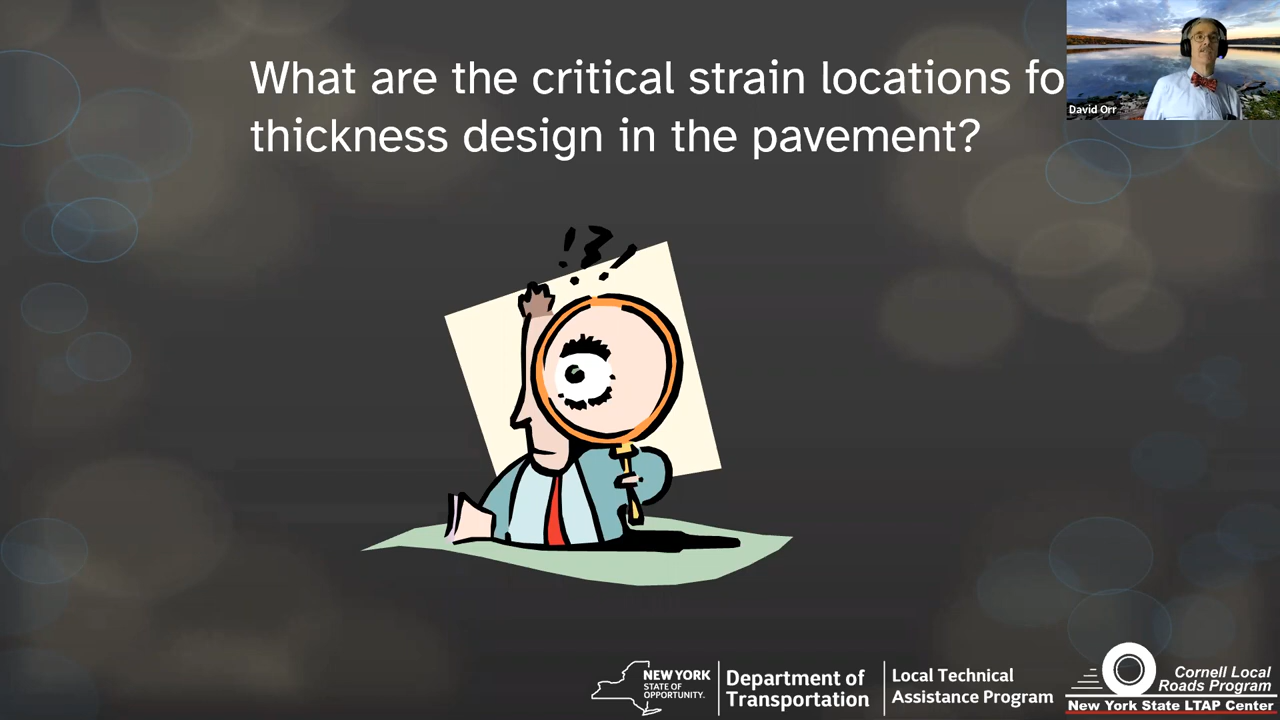 What are the critical strain locations fo
thickness design in the pavement?
David Orr
!?!
NEW YORK
STATE OF
OPPORTUNITY.
Department of
Transportation
Local Technical
Assistance Program
Cornell Local
Roads Program
New York State LTAP Center